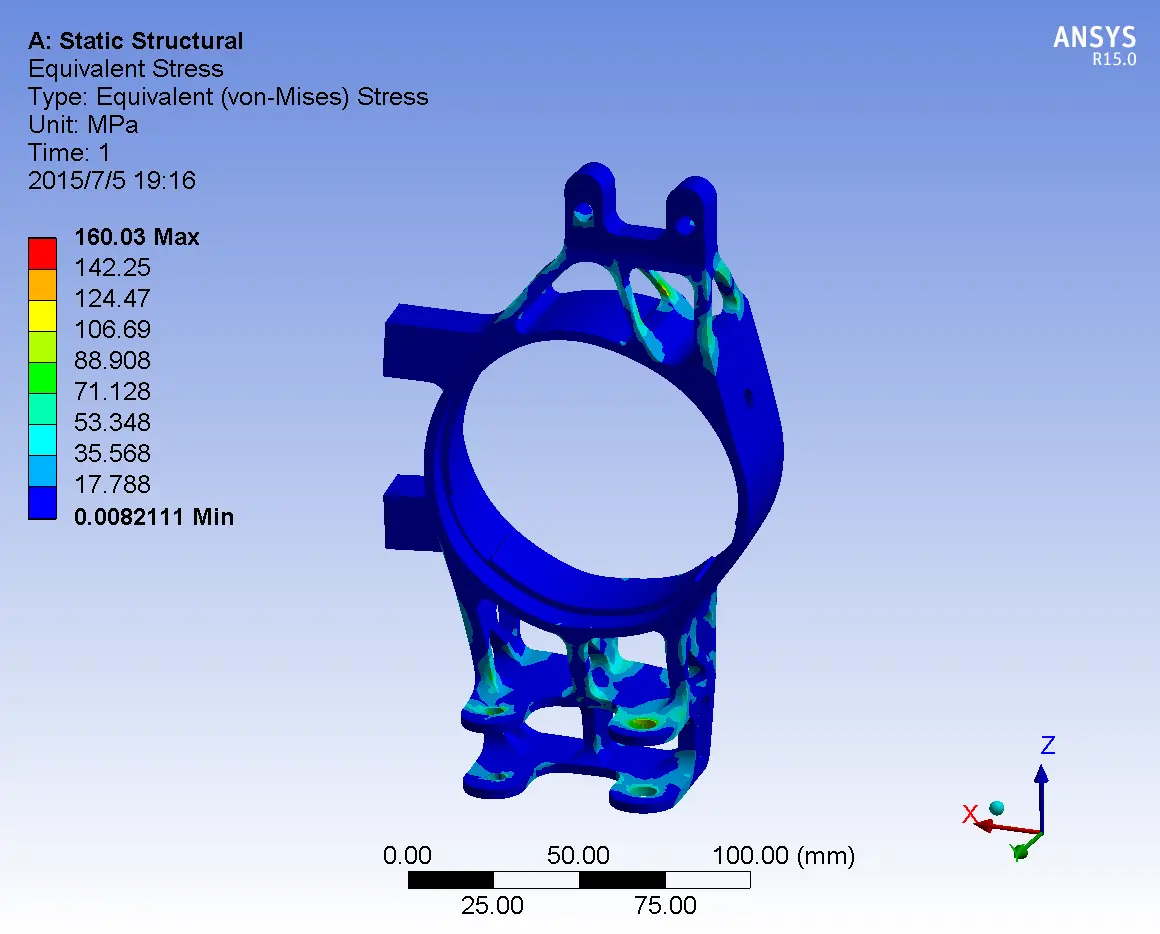 A: Static Structural
Equivalent Stress
Type: Equivalent (von-Mises) Stress
Unit: MPa
Time: 1
2015/7/5 19:16
ANSYS
R15.0
160.03 Max
142.25
124.47
106.69
88.908
71.128
53.348
35.568
17.788
0.0082111 Min
Z
X
Y
0.00 50.00 100.00 (mm)
25.00 75.00